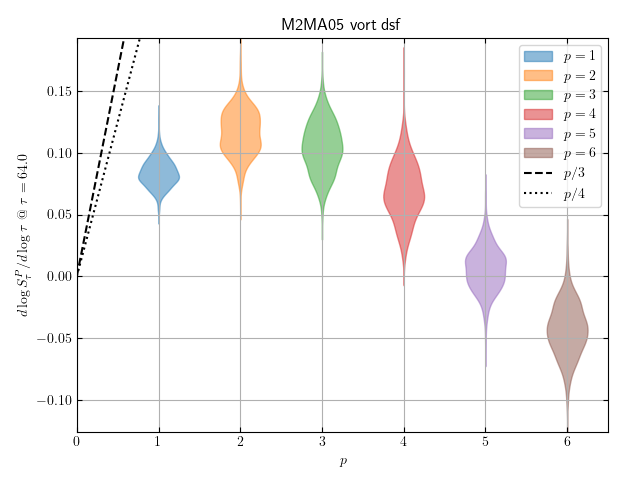 M2MA05 vort dsf
d log S_τ^P / d log τ @ τ = 64.0
0.15
0.10
0.05
0.00
−0.05
−0.10
0 1 2 3 4 5 6
p
p = 1
p = 2
p = 3
p = 4
p = 5
p = 6
p/3
p/4